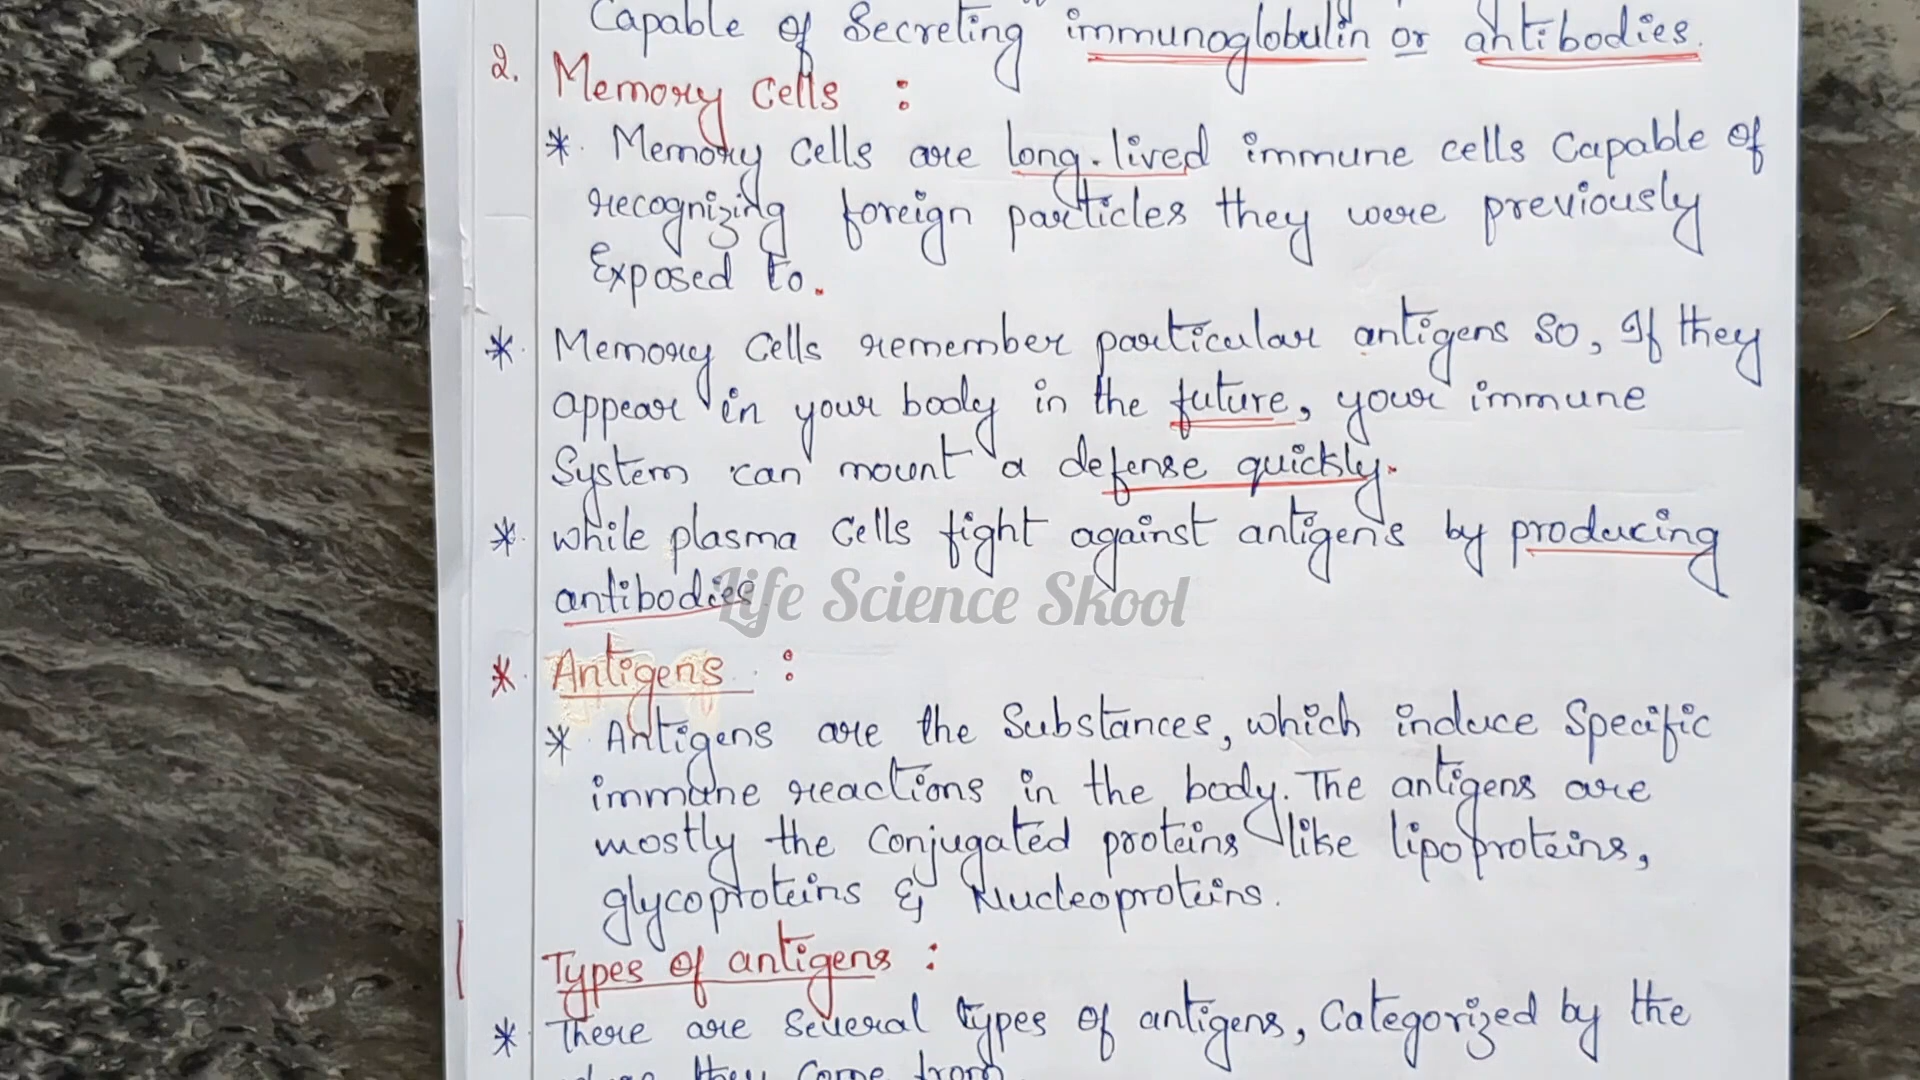 Capable of Secreting immunoglobulin or antibodies.
2. Memory Cells :
* Memory Cells are long-lived immune cells Capable of
recognizing foreign particles they were previously
Exposed to.
* Memory Cells remember particular antigens So, If they
appear in your body in the future, your immune
System can mount a defense quickly.
* while plasma Cells fight against antigens by producing
antibodies
Life Science Skool
* Antigens :
* Antigens are the Substances, which induce Specific
immune reactions in the body. The antigens are
mostly the Conjugated proteins like lipoproteins,
glycoproteins & Nucleoproteins.
Types of antigens :
* There are several types of antigens, Categorized by the
they Come from